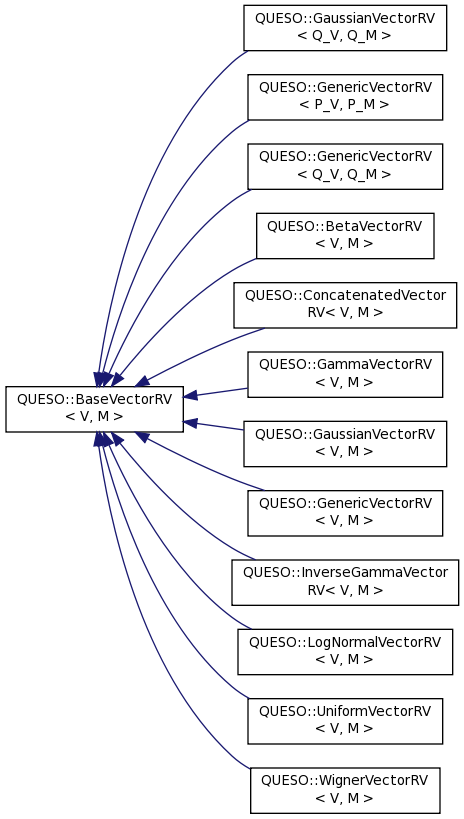 QUESO::GaussianVectorRV
< Q_V, Q_M >
QUESO::GenericVectorRV
< P_V, P_M >
QUESO::GenericVectorRV
< Q_V, Q_M >
QUESO::BetaVectorRV
< V, M >
QUESO::ConcatenatedVector
RV< V, M >
QUESO::GammaVectorRV
< V, M >
QUESO::BaseVectorRV
< V, M >
QUESO::GaussianVectorRV
< V, M >
QUESO::GenericVectorRV
< V, M >
QUESO::InverseGammaVector
RV< V, M >
QUESO::LogNormalVectorRV
< V, M >
QUESO::UniformVectorRV
< V, M >
QUESO::WignerVectorRV
< V, M >